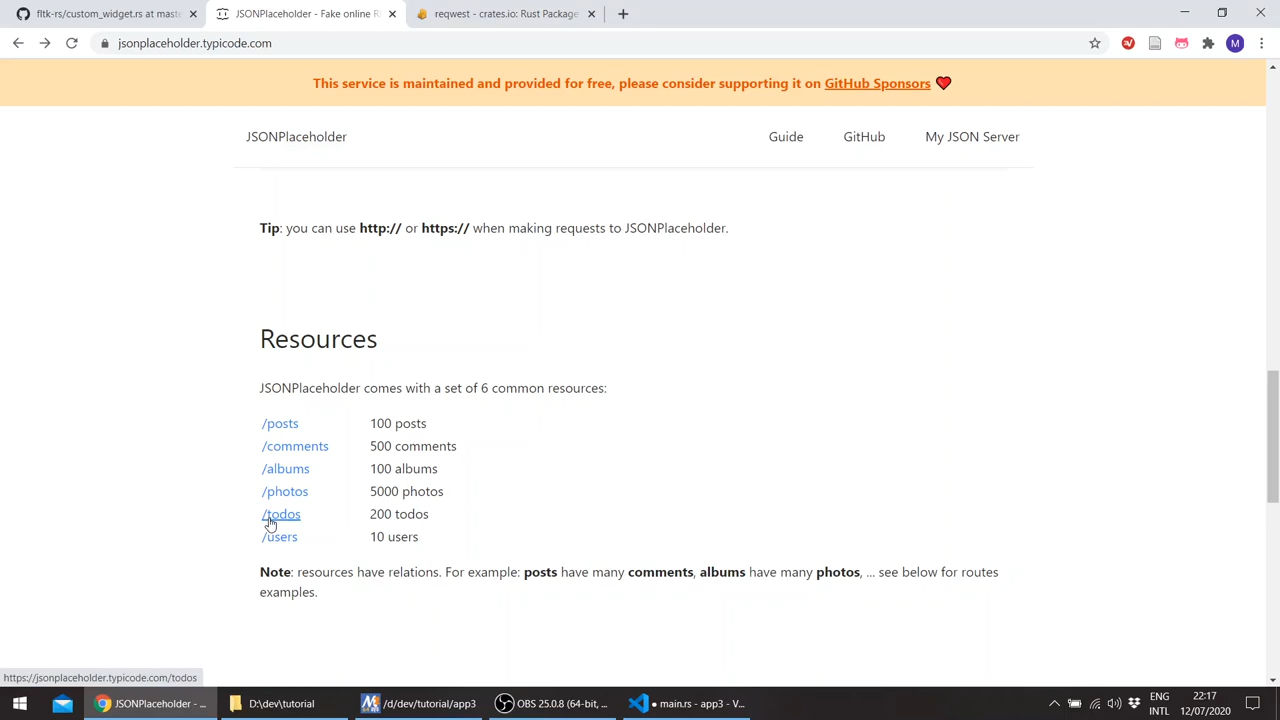 fltk-rs/custom_widget.rs at maste
JSONPlaceholder - Fake online R
reqwest - crates.io: Rust Package
jsonplaceholder.typicode.com
M
This service is maintained and provided for free, please consider supporting it on GitHub Sponsors
JSONPlaceholder
Guide
GitHub
My JSON Server
Tip: you can use http:// or https:// when making requests to JSONPlaceholder.
Resources
JSONPlaceholder comes with a set of 6 common resources:
/posts 100 posts
/comments 500 comments
/albums 100 albums
/photos 5000 photos
/todos 200 todos
/users 10 users
Note: resources have relations. For example: posts have many comments, albums have many photos, ... see below for routes
examples.
https://jsonplaceholder.typicode.com/todos
JSONPlaceholder - ...
D:\dev\tutorial
/d/dev/tutorial/app3
OBS 25.0.8 (64-bit, ...
• main.rs - app3 - V...
ENG
INTL
22:17
12/07/2020